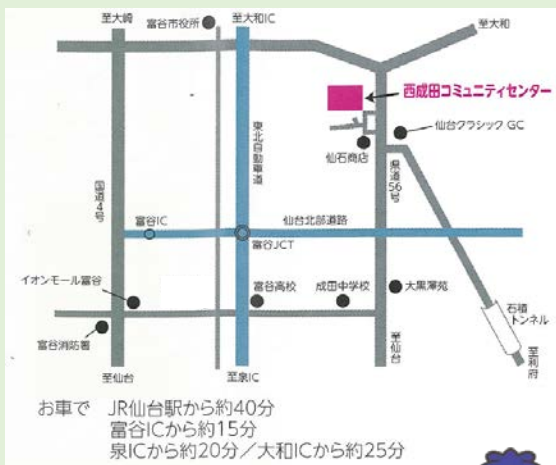 至大崎
富谷市役所
至大和IC
至大和
西成田コミュニティセンター
仙台クラシック GC
仙石商店
東北自動車道
国道4号
県道56号
富谷IC
仙台北部道路
富谷JCT
イオンモール富谷
富谷高校
成田中学校
大黒澤苑
石積
トンネル
富谷消防署
至仙台
至泉IC
至仙台
至利府
お車で JR仙台駅から約40分
富谷ICから約15分
泉ICから約20分／大和ICから約25分